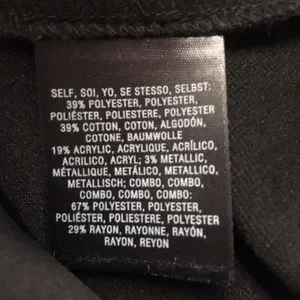 SELF, SOI, YO, SE STESSO, SELBST:
39% POLYESTER, POLYESTER,
POLIÉSTER, POLIESTERE, POLYESTER
39% COTTON, COTON, ALGODÓN,
COTONE, BAUMWOLLE
19% ACRYLIC, ACRYLIQUE, ACRÍLICO,
ACRILICO, ACRYL; 3% METALLIC,
MÉTALLIQUE, METÁLICO, METALLICO,
METALLISCH; COMBO, COMBO,
COMBO, COMBO, COMBO:
67% POLYESTER, POLYESTER,
POLIÉSTER, POLIESTERE, POLYESTER
29% RAYON, RAYONNE, RAYÓN,
RAYON, REYON